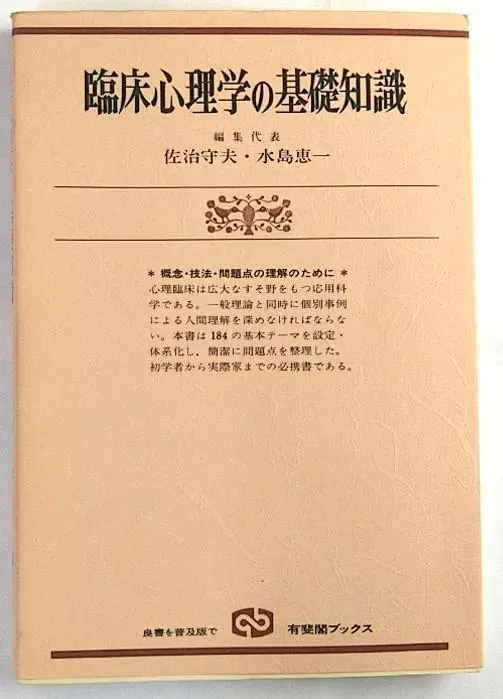 臨床心理学の基礎知識
編集代表
佐治守夫・水島恵一
* 概念・技法・問題点の理解のために *
心理臨床は広大なすそ野をもつ応用科
学である。一般理論と同時に個別事例
による人間理解を深めなければならな
い。本書は184の基本テーマを設定・
体系化し、簡潔に問題点を整理した。
初学者から実際家までの必携書である。
良書を普及版で
有斐閣ブックス